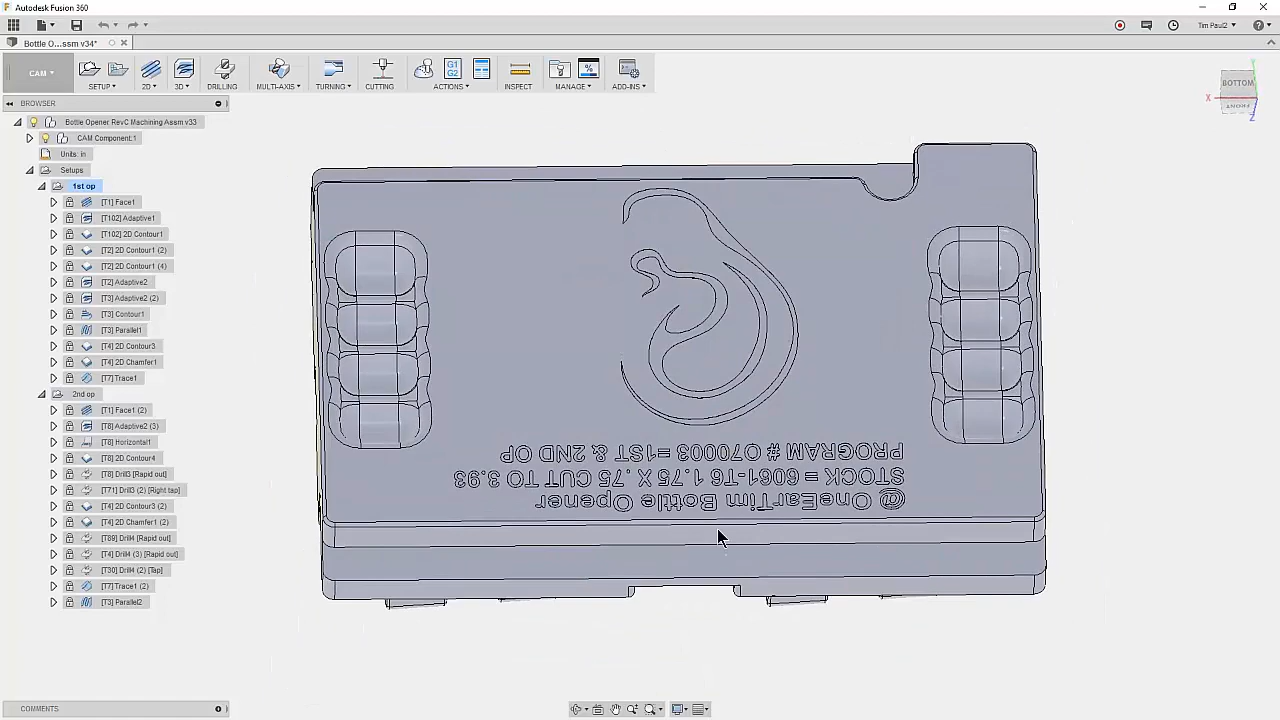 Autodesk Fusion 360
Tim Paul2
Bottle O...ssm v34*
CAM
SETUP
2D
3D
DRILLING
MULTI-AXIS
TURNING
CUTTING
G1
G2
ACTIONS
INSPECT
MANAGE
ADD-INS
BROWSER
Bottle Opener RevC Machining Assm v33
CAM Component:1
Units: in
Setups
1st op
[T1] Face1
[T102] Adaptive1
[T102] 2D Contour1
[T2] 2D Contour1 (2)
[T2] 2D Contour1 (4)
[T2] Adaptive2
[T3] Adaptive2 (2)
[T3] Contour1
[T3] Parallel1
[T4] 2D Contour3
[T4] 2D Chamfer1
[T7] Trace1
2nd op
[T1] Face1 (2)
[T8] Adaptive2 (3)
[T8] Horizontal1
[T8] 2D Contour4
[T8] Drill3 [Rapid out]
[T71] Drill3 (2) [Right tap]
[T4] 2D Contour3 (2)
[T4] 2D Chamfer1 (2)
[T89] Drill4 [Rapid out]
[T4] Drill4 (3) [Rapid out]
[T30] Drill4 (2) [Tap]
[T7] Trace1 (2)
[T3] Parallel2
@OneEarTim Bottle Opener
STCK = 6061-T6 1.75 X .75 CUT TO 3.93
PROGRAM # O70003 =1ST & 2ND OP
BOTTOM
FRONT
X
Y
Z
COMMENTS